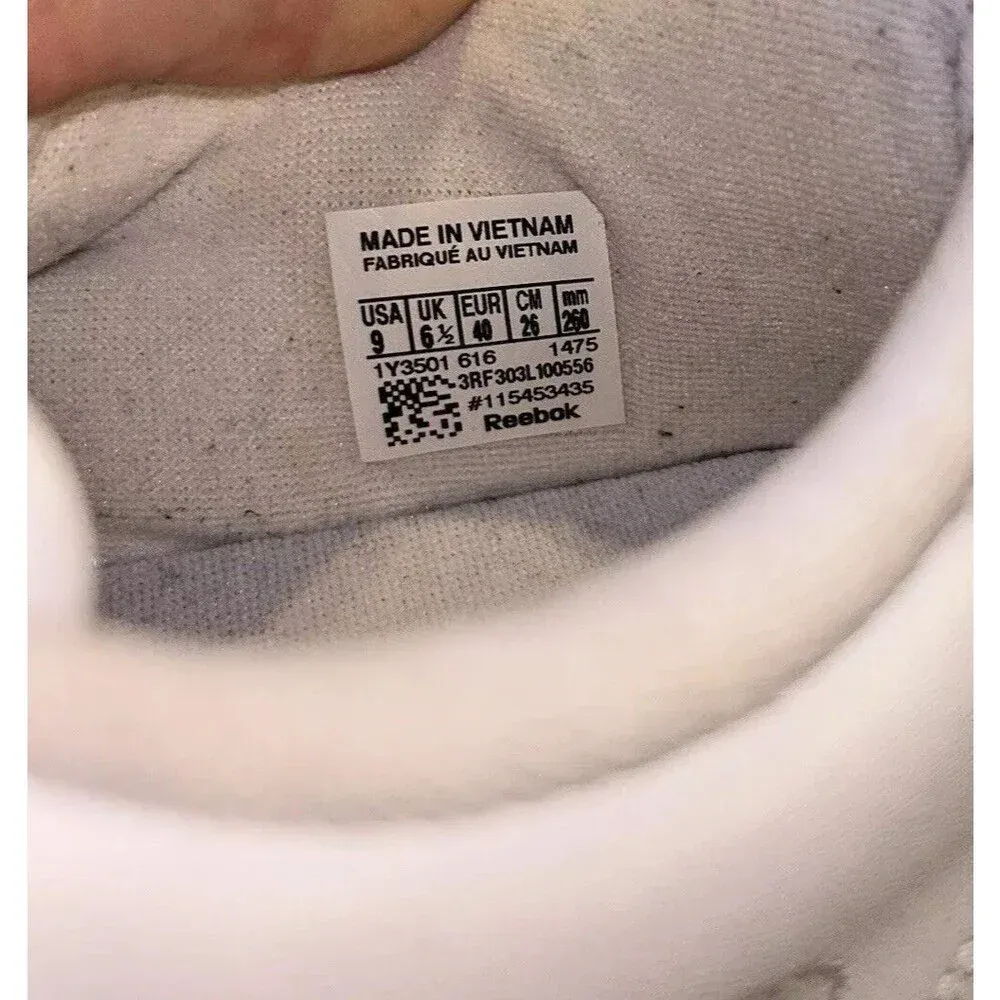 MADE IN VIETNAM
FABRIQUÉ AU VIETNAM
USA UK EUR CM mm
9 6½ 40 26 260
1Y3501 616 1475
3RF303L100556
#115453435
Reebok